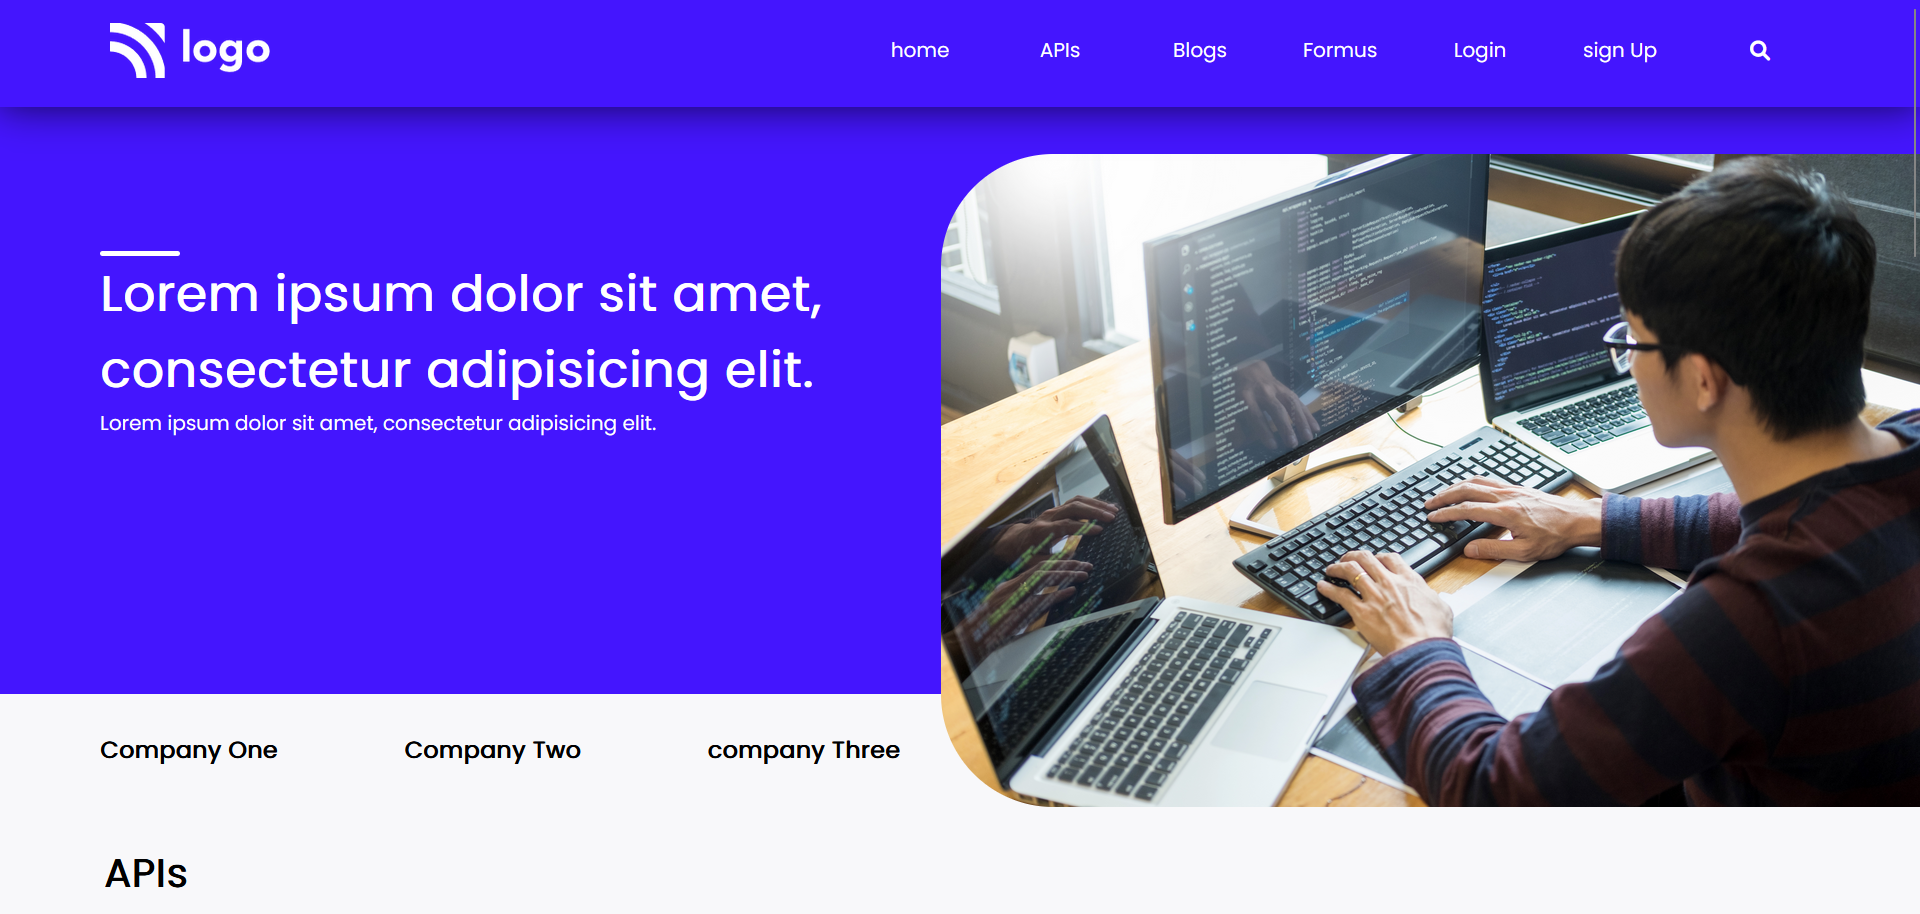 logo
home APIs Blogs Formus Login sign Up
Lorem ipsum dolor sit amet,
consectetur adipisicing elit.
Lorem ipsum dolor sit amet, consectetur adipisicing elit.
Company One Company Two company Three
APIs